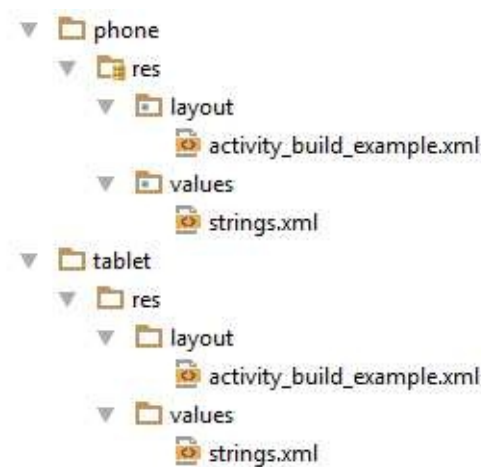 phone
res
layout
activity_build_example.xml
values
strings.xml
tablet
res
layout
activity_build_example.xml
values
strings.xml